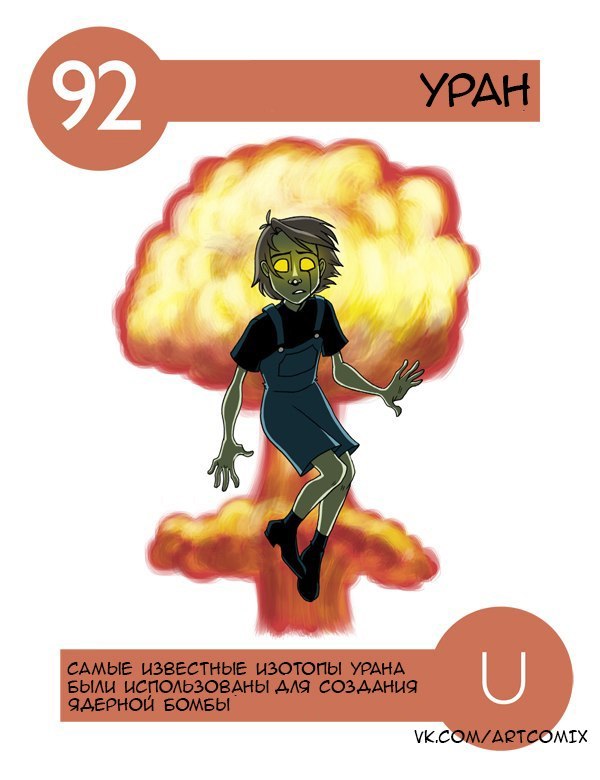 92
УРАН
САМЫЕ ИЗВЕСТНЫЕ ИЗОТОПЫ УРАНА
БЫЛИ ИСПОЛЬЗОВАНЫ ДЛЯ СОЗДАНИЯ
ЯДЕРНОЙ БОМБЫ
U
VK.COM/ARTCOMIX